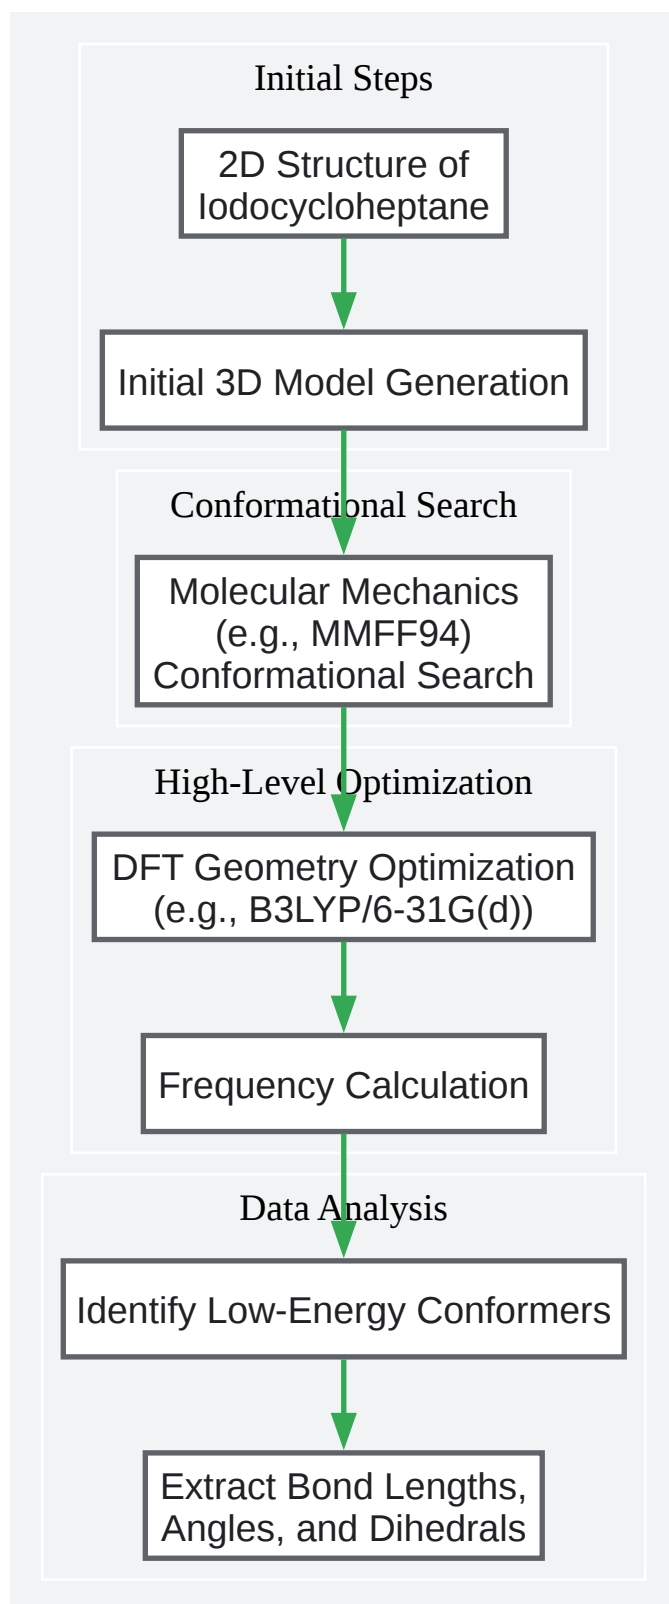 Initial Steps
2D Structure of
Iodocycloheptane
Initial 3D Model Generation
Conformational Search
Molecular Mechanics
(e.g., MMFF94)
Conformational Search
High-Level Optimization
DFT Geometry Optimization
(e.g., B3LYP/6-31G(d))
Frequency Calculation
Data Analysis
Identify Low-Energy Conformers
Extract Bond Lengths,
Angles, and Dihedrals